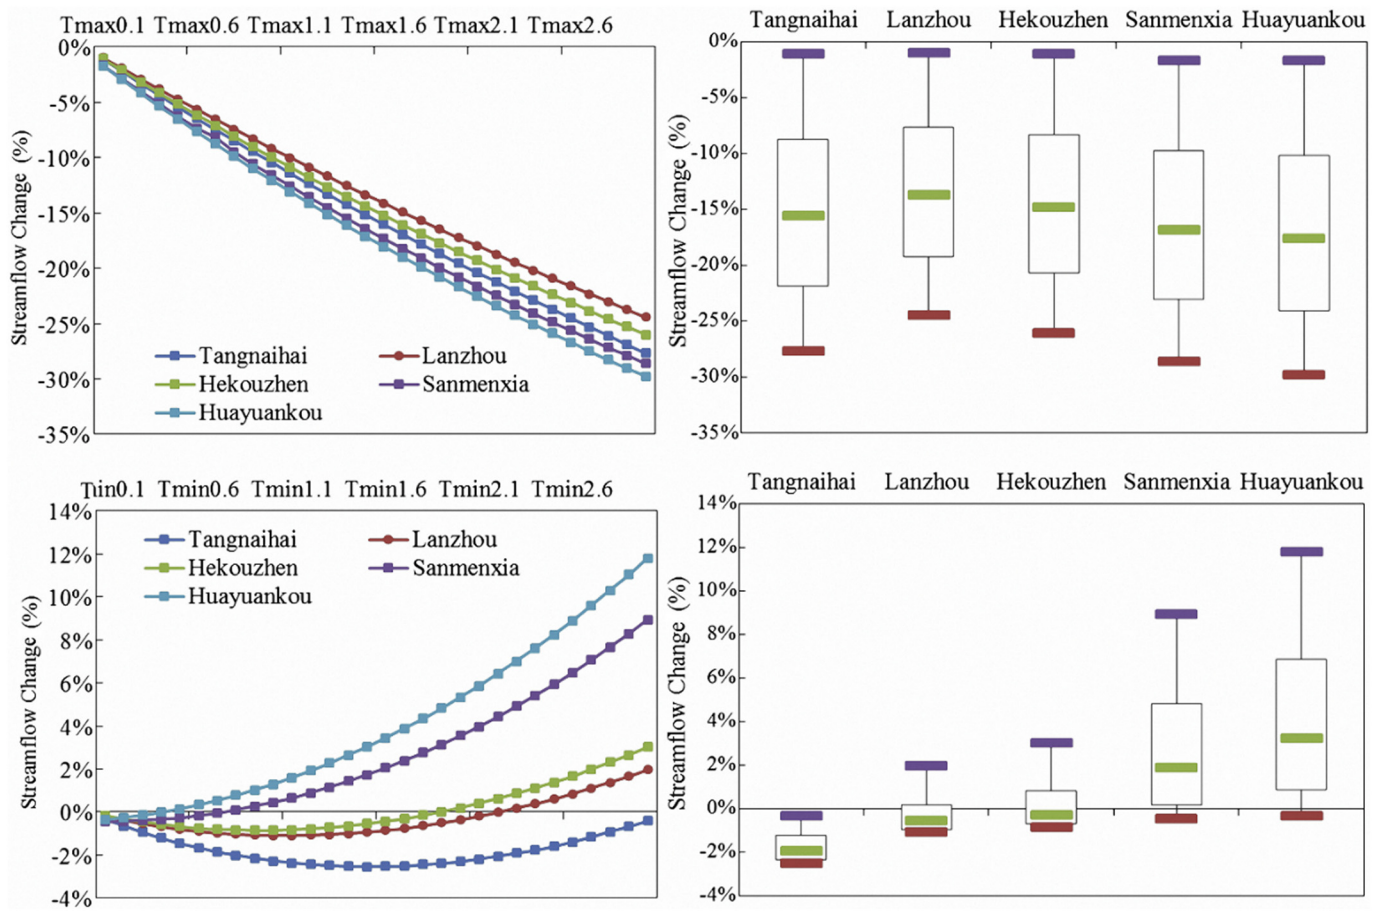 Tmax0.1 Tmax0.6 Tmax1.1 Tmax1.6 Tmax2.1 Tmax2.6
0%
-5%
-10%
-15%
-20%
-25%
-30%
-35%
Streamflow Change (%)
Tangnaihai Lanzhou
Hekouzhen Sanmenxia
Huayuankou
Tangnaihai Lanzhou Hekouzhen Sanmenxia Huayuankou
0%
-5%
-10%
-15%
-20%
-25%
-30%
-35%
Streamflow Change (%)
Tmin0.1 Tmin0.6 Tmin1.1 Tmin1.6 Tmin2.1 Tmin2.6
14%
12%
10%
8%
6%
4%
2%
0%
-2%
-4%
Streamflow Change (%)
Tangnaihai Lanzhou
Hekouzhen Sanmenxia
Huayuankou
Tangnaihai Lanzhou Hekouzhen Sanmenxia Huayuankou
14%
12%
10%
8%
6%
4%
2%
0%
-2%
-4%
Streamflow Change (%)